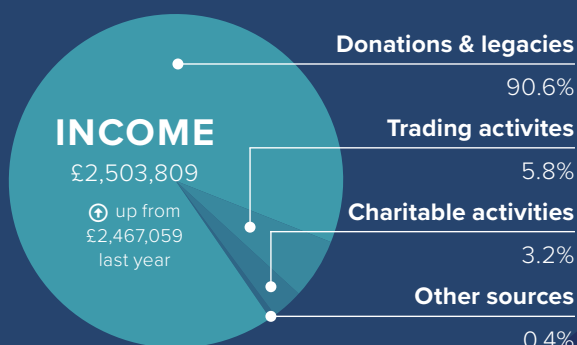 Donations & legacies
90.6%
Trading activites
5.8%
Charitable activities
3.2%
Other sources
0.4%
INCOME
£2,503,809
up from
£2,467,059
last year